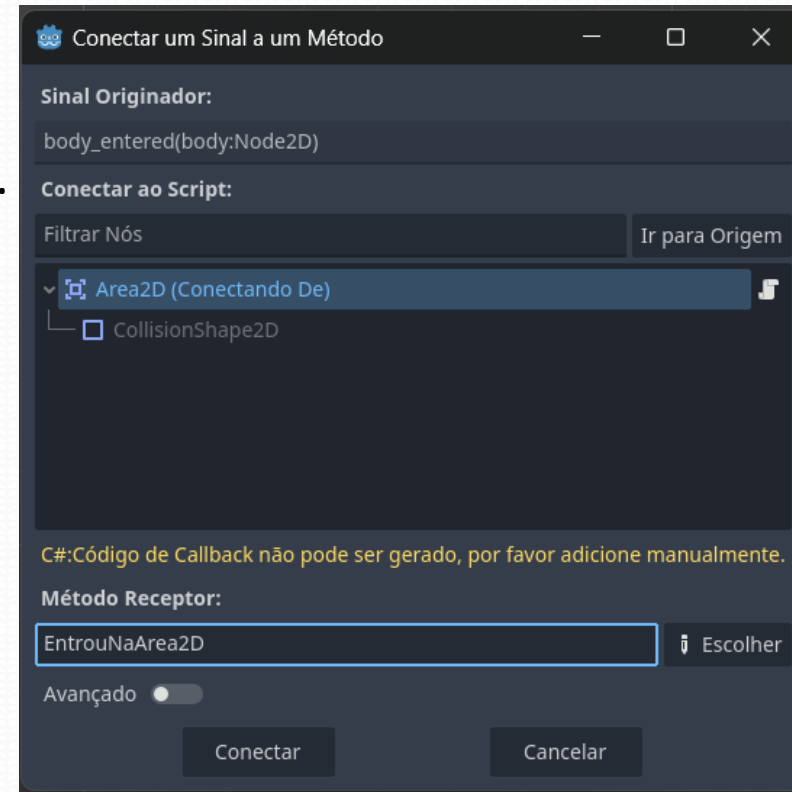 Conectar um Sinal a um Método
Sinal Originador:
body_entered(body:Node2D)
Conectar ao Script:
Filtrar Nós
Ir para Origem
Area2D (Conectando De)
CollisionShape2D
C#:Código de Callback não pode ser gerado, por favor adicione manualmente.
Método Receptor:
EntrouNaArea2D
Escolher
Avançado
Conectar
Cancelar